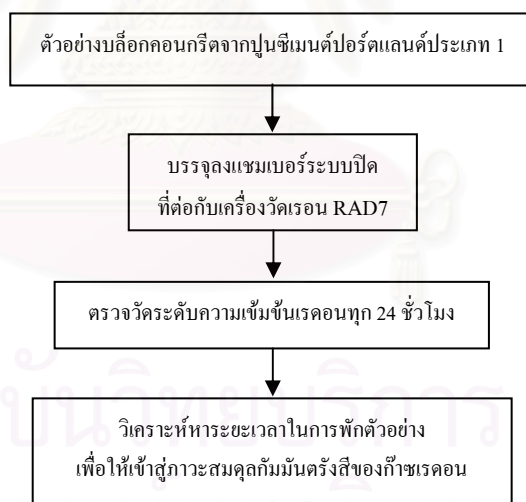 ตัวอย่างบล็อกคอนกรีตจากปูนซีเมนต์ปอร์ตแลนด์ประเภท 1
บรรจุลงแชมเบอร์ระบบปิด
ที่ต่อกับเครื่องวัดเรอน RAD7
ตรวจวัดระดับความเข้มข้นเรดอนทุก 24 ชั่วโมง
วิเคราะห์หาระยะเวลาในการพักตัวอย่าง
เพื่อให้เข้าสู่ภาวะสมดุลกัมมันตรังสีของก๊าซเรดอน